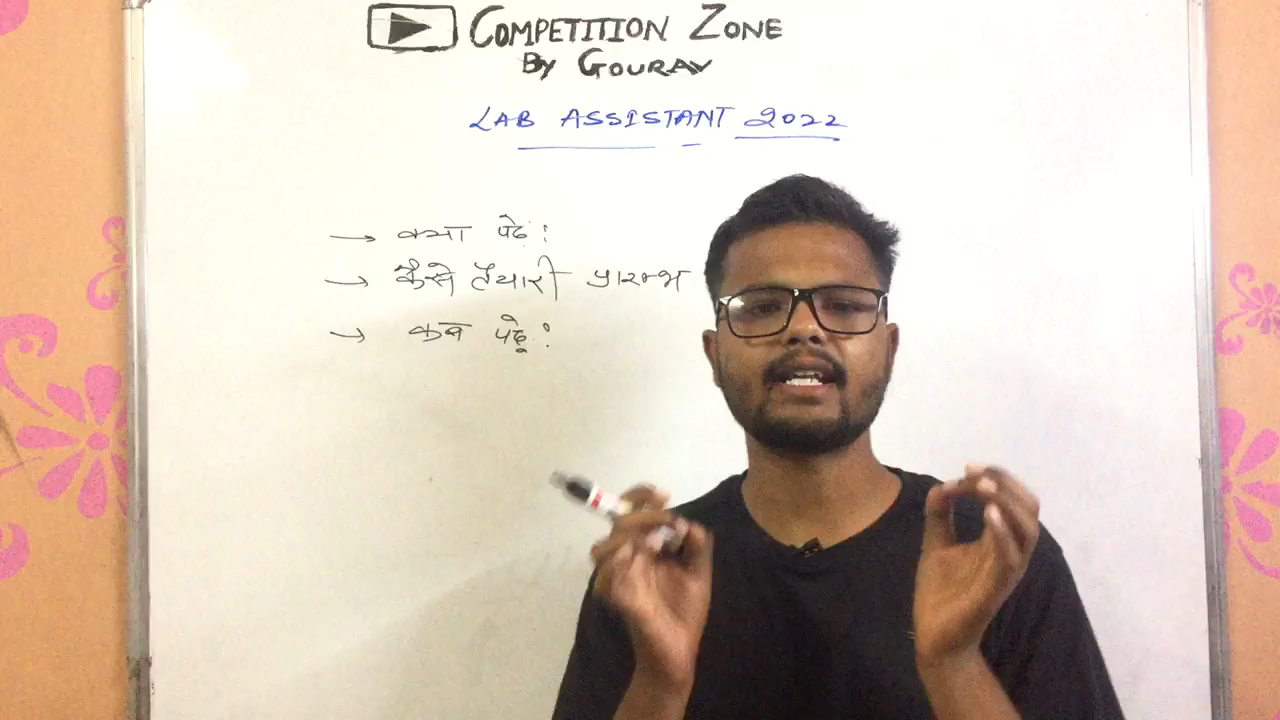 COMPETITION ZONE
By GOURAV
LAB ASSISTANT 2022
→ क्या पढे :
→ कैसे तैयारी प्रारम्भ
→ कब पढू :